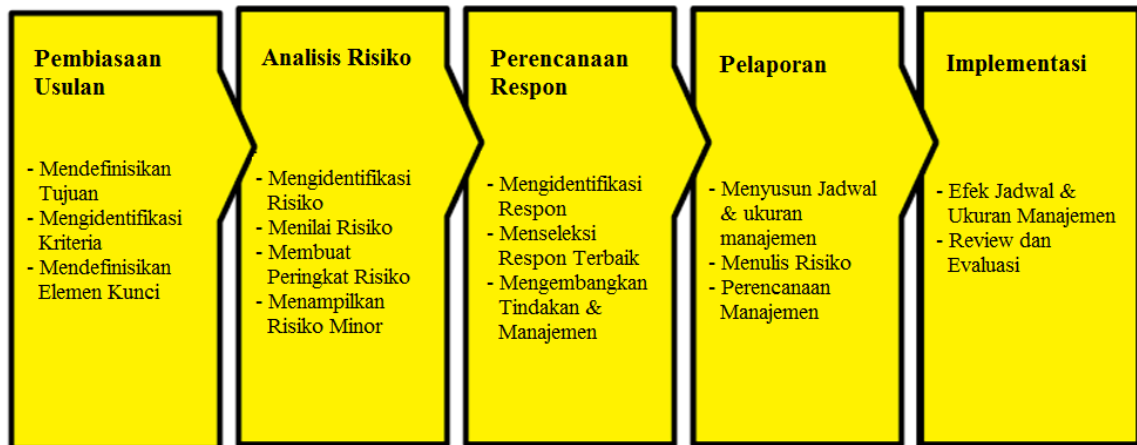 Pembiasaan
Usulan
- Mendefinisikan
Tujuan
- Mengidentifikasi
Kriteria
- Mendefinisikan
Elemen Kunci
Analisis Risiko
- Mengidentifikasi
Risiko
- Menilai Risiko
- Membuat
Peringkat Risiko
- Menampilkan
Risiko Minor
Perencanaan
Respon
- Mengidentifikasi
Respon
- Menseleksi
Respon Terbaik
- Mengembangkan
Tindakan &
Manajemen
Pelaporan
- Menyusun Jadwal
& ukuran
manajemen
- Menulis Risiko
- Perencanaan
Manajemen
Implementasi
- Efek Jadwal &
Ukuran Manajemen
- Review dan
Evaluasi